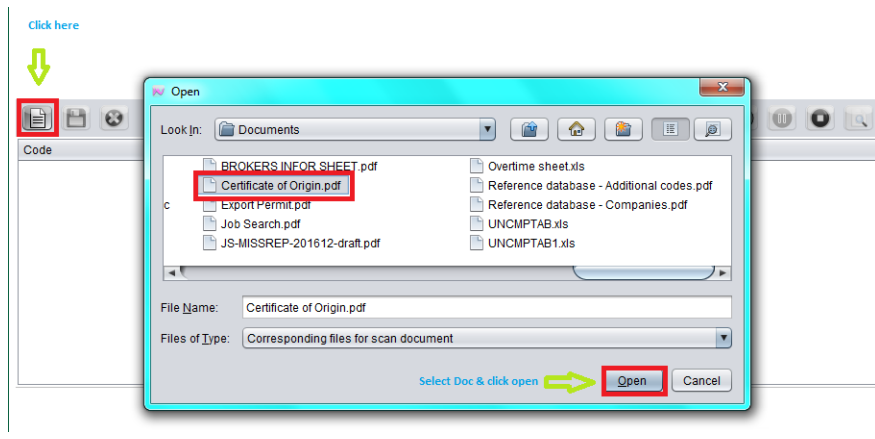 Click here
Open
Look In: Documents
Code
BROKERS INFOR SHEET.pdf
Certificate of Origin.pdf
c Export Permit.pdf
Job Search.pdf
JS-MISSREP-201612-draft.pdf
Overtime sheet.xls
Reference database - Additional codes.pdf
Reference database - Companies.pdf
UNCMPTAB.xls
UNCMPTAB1.xls
File Name: Certificate of Origin.pdf
Files of Type: Corresponding files for scan document
Select Doc & click open
Open Cancel